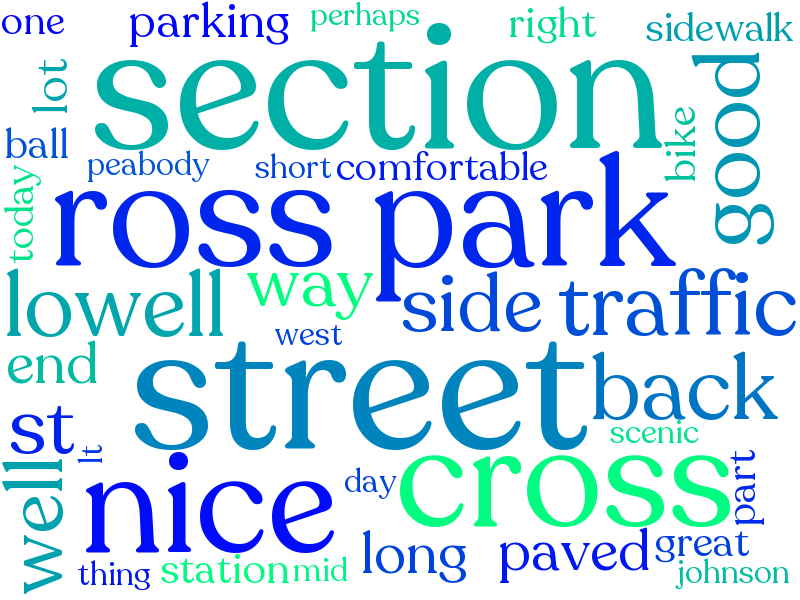 one
parking
perhaps
right
sidewalk
section
lot
good
ball
peabody
short
comfortable
bike
today
ross park
lowell
way
side
traffic
west
end
street
back
st
scenic
lt
well
nice
day
cross
part
long
paved
great
thing
station
mid
johnson